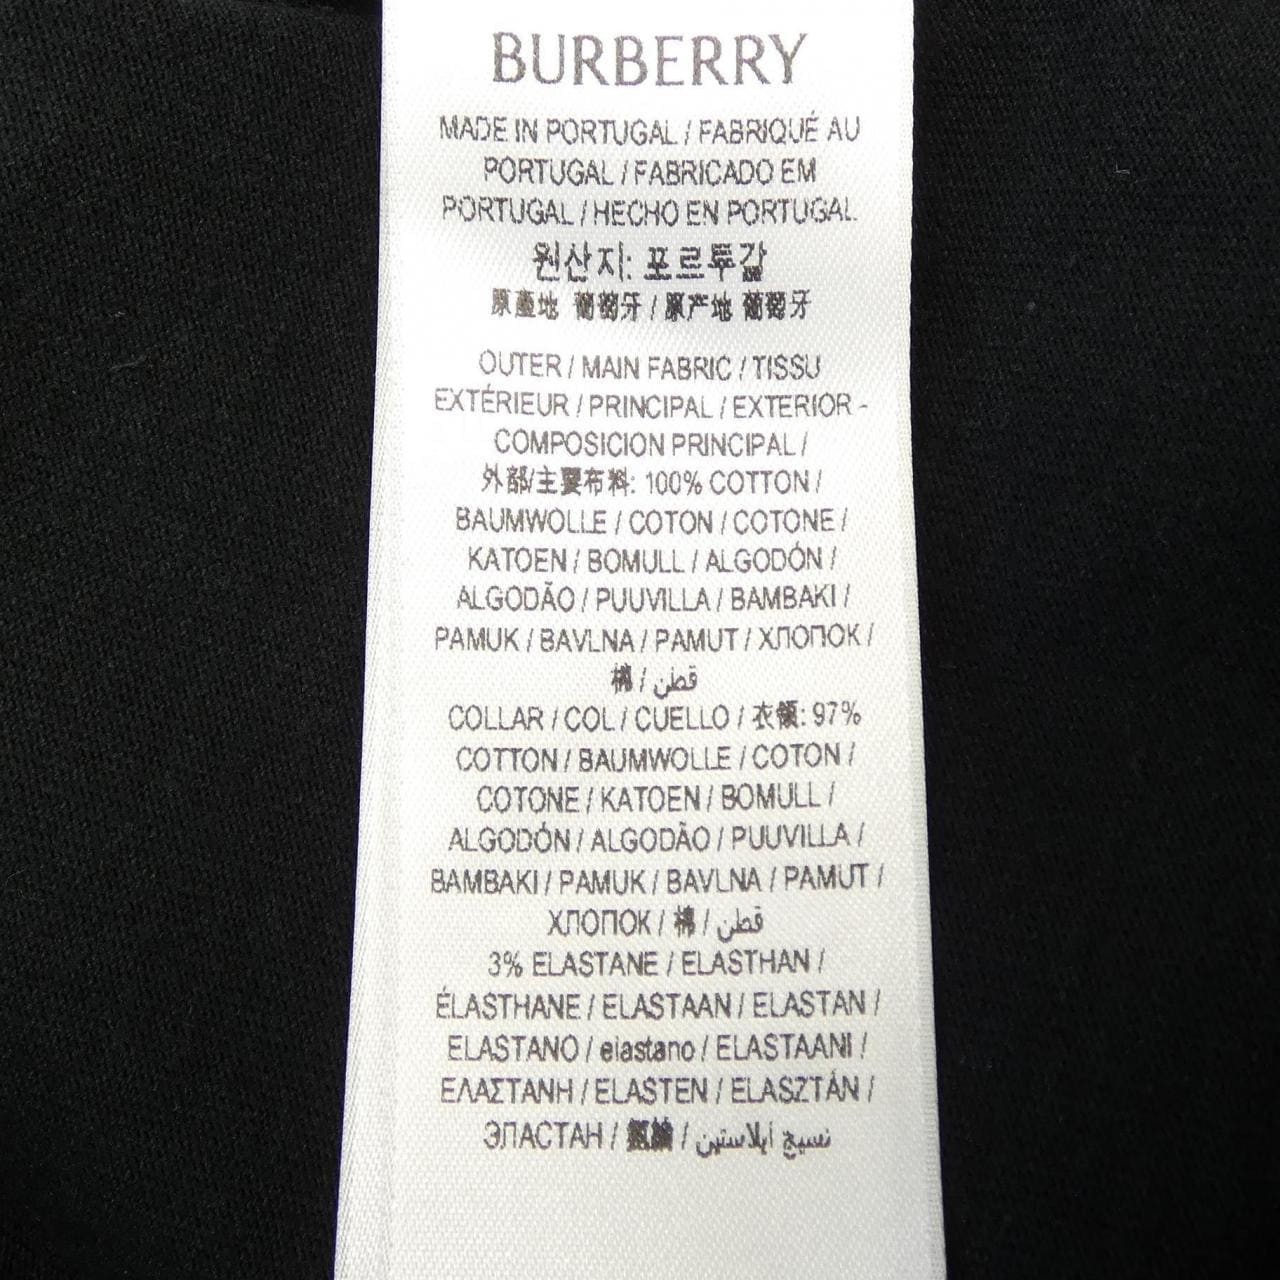 BURBERRY
MADE IN PORTUGAL / FABRIQUÉ AU
PORTUGAL / FABRICADO EM
PORTUGAL / HECHO EN PORTUGAL
원산지: 포르투갈
原產地 葡萄牙 / 原产地 葡萄牙
OUTER / MAIN FABRIC / TISSU
EXTÉRIEUR / PRINCIPAL / EXTERIOR -
COMPOSICION PRINCIPAL /
外部/主要布料: 100% COTTON /
BAUMWOLLE / COTON / COTONE /
KATOEN / BOMULL / ALGODÓN /
ALGODÃO / PUUVILLA / BAMBAKI /
PAMUK / BAVLNA / PAMUT / ХЛОПОК /
棉 / قطن
COLLAR / COL / CUELLO / 衣領: 97%
COTTON / BAUMWOLLE / COTON /
COTONE / KATOEN / BOMULL /
ALGODÓN / ALGODÃO / PUUVILLA /
BAMBAKI / PAMUK / BAVLNA / PAMUT /
ХЛОПОК / 棉 / قطن
3% ELASTANE / ELASTHAN /
ÉLASTHANE / ELASTAAN / ELASTAN /
ELASTANO / elastano / ELASTAANI /
ΕΛΑΣΤΑΝΗ / ELASTEN / ELASZTÁN /
ЭЛАСТАН / 氨綸 / نسيج إيلاستين